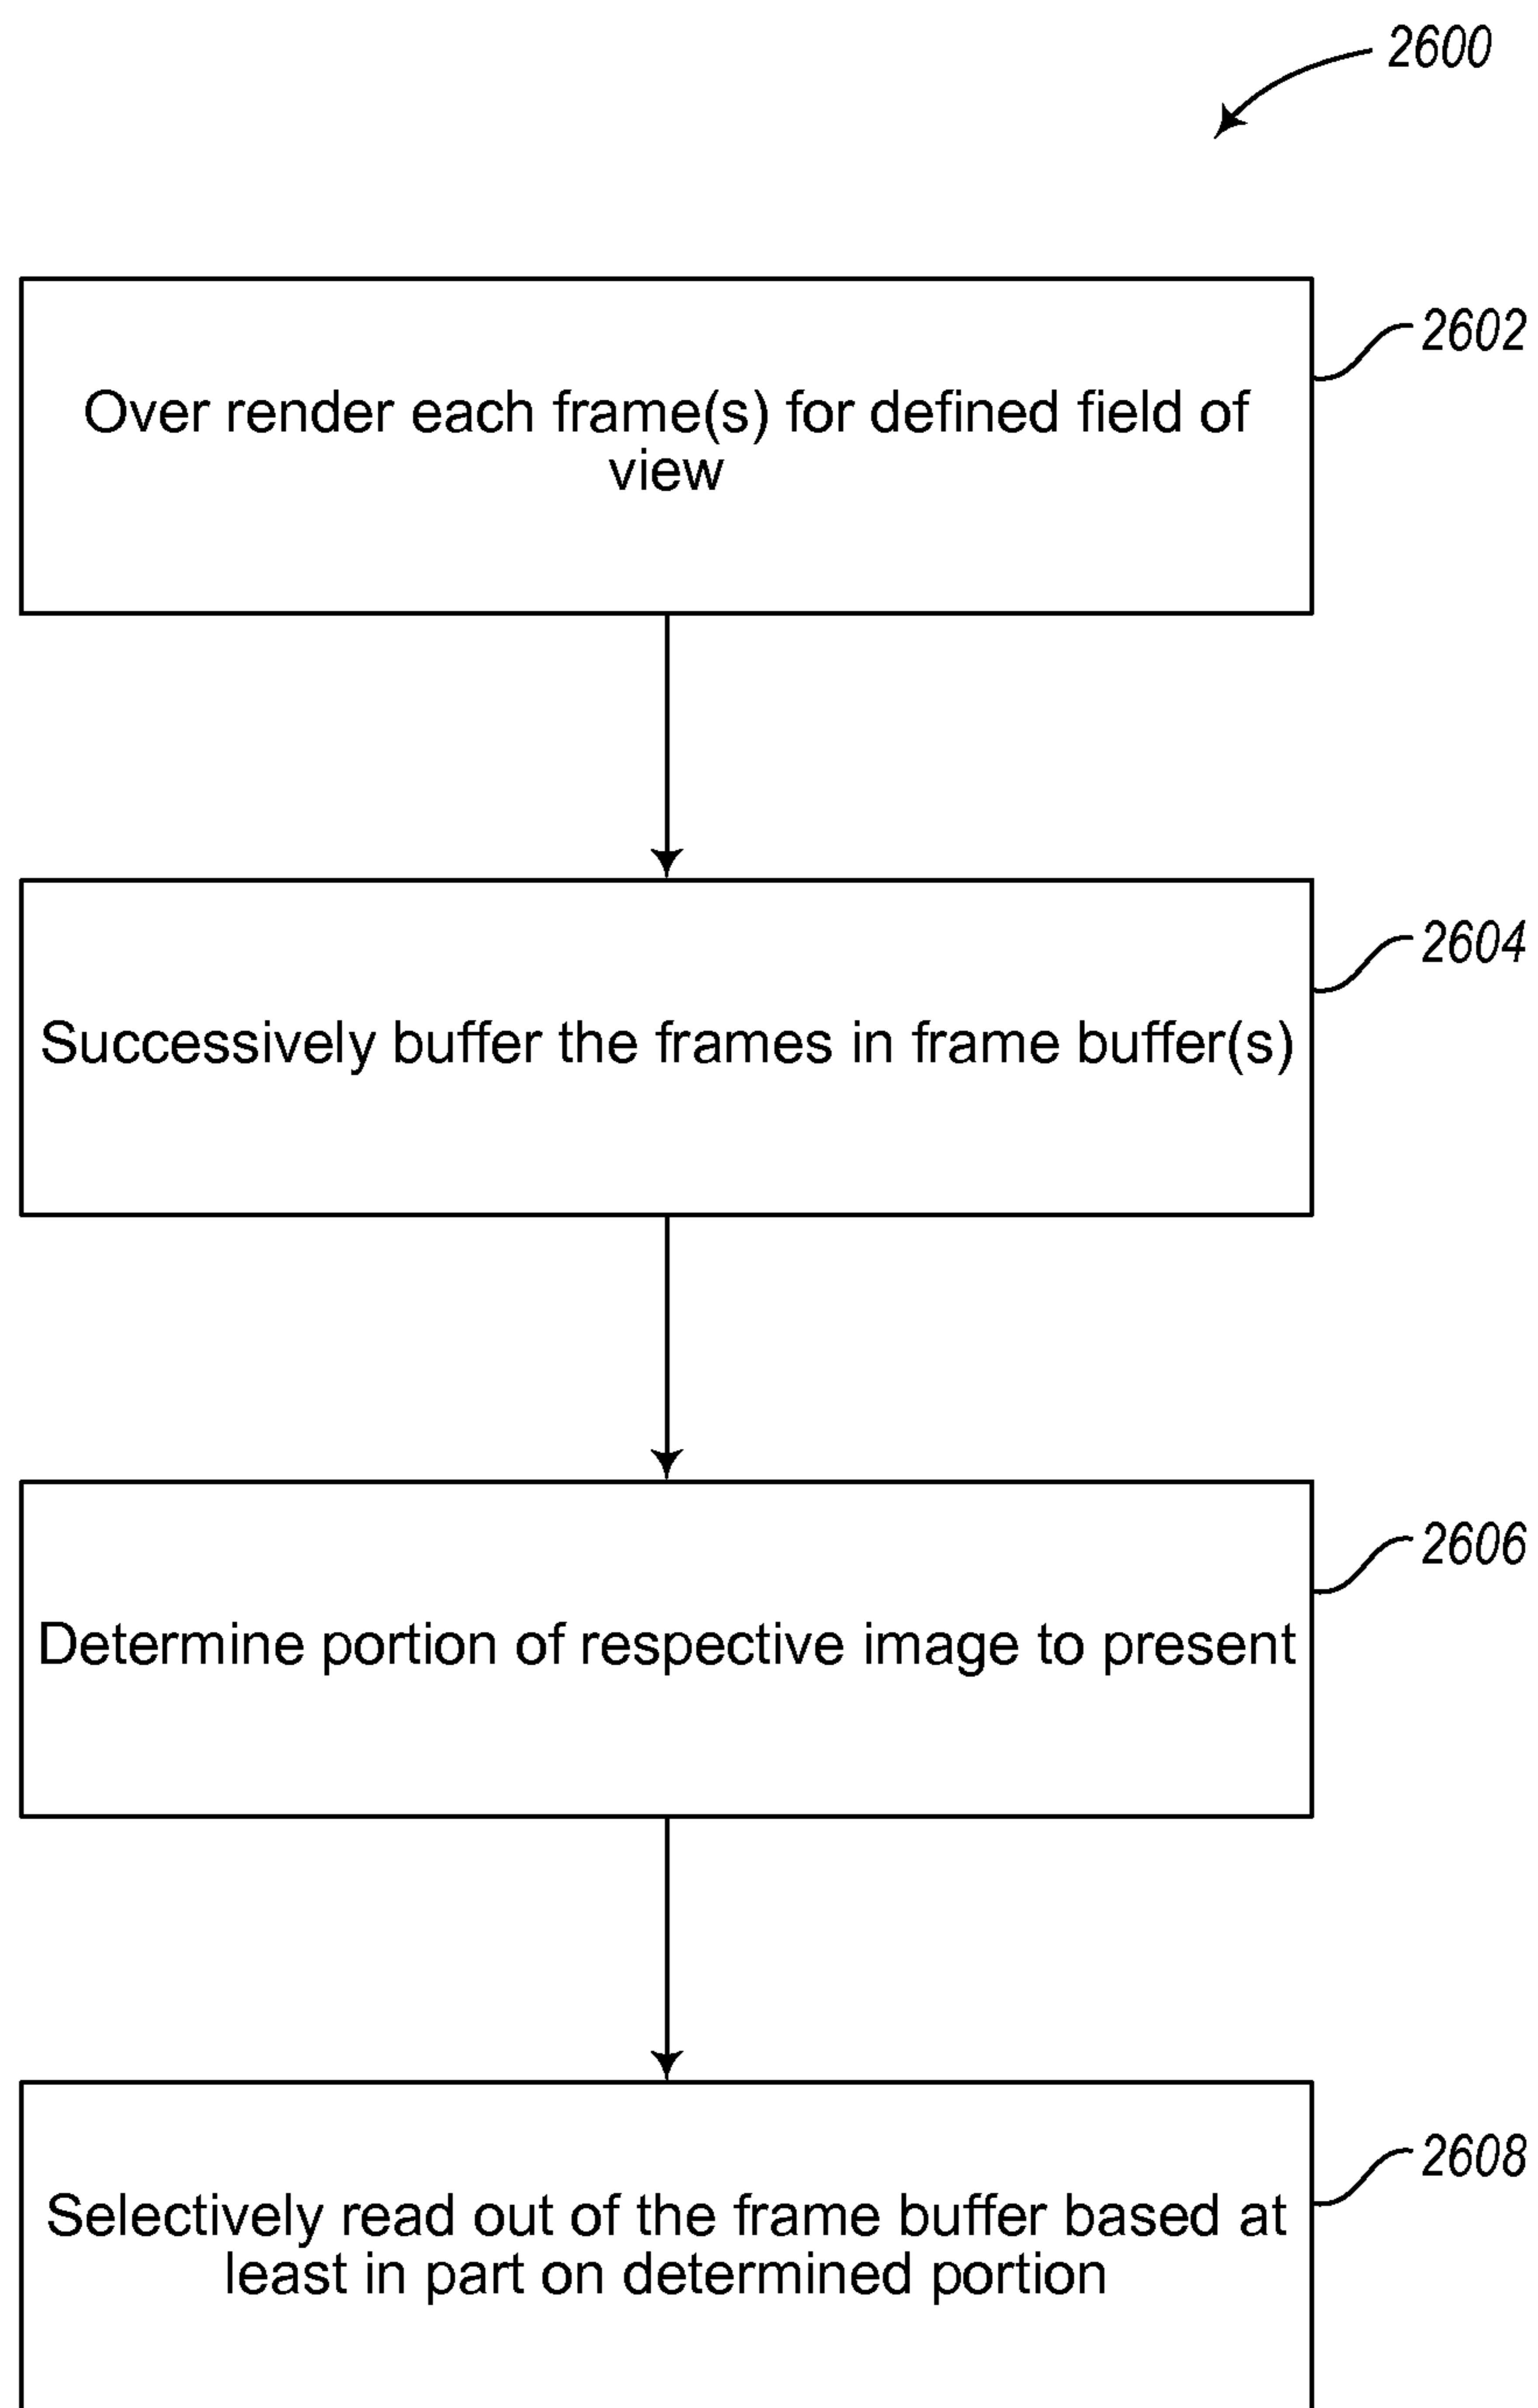 2600
Over render each frame(s) for defined field of
view
2602
Successively buffer the frames in frame buffer(s)
2604
Determine portion of respective image to present
2606
Selectively read out of the frame buffer based at
least in part on determined portion
2608